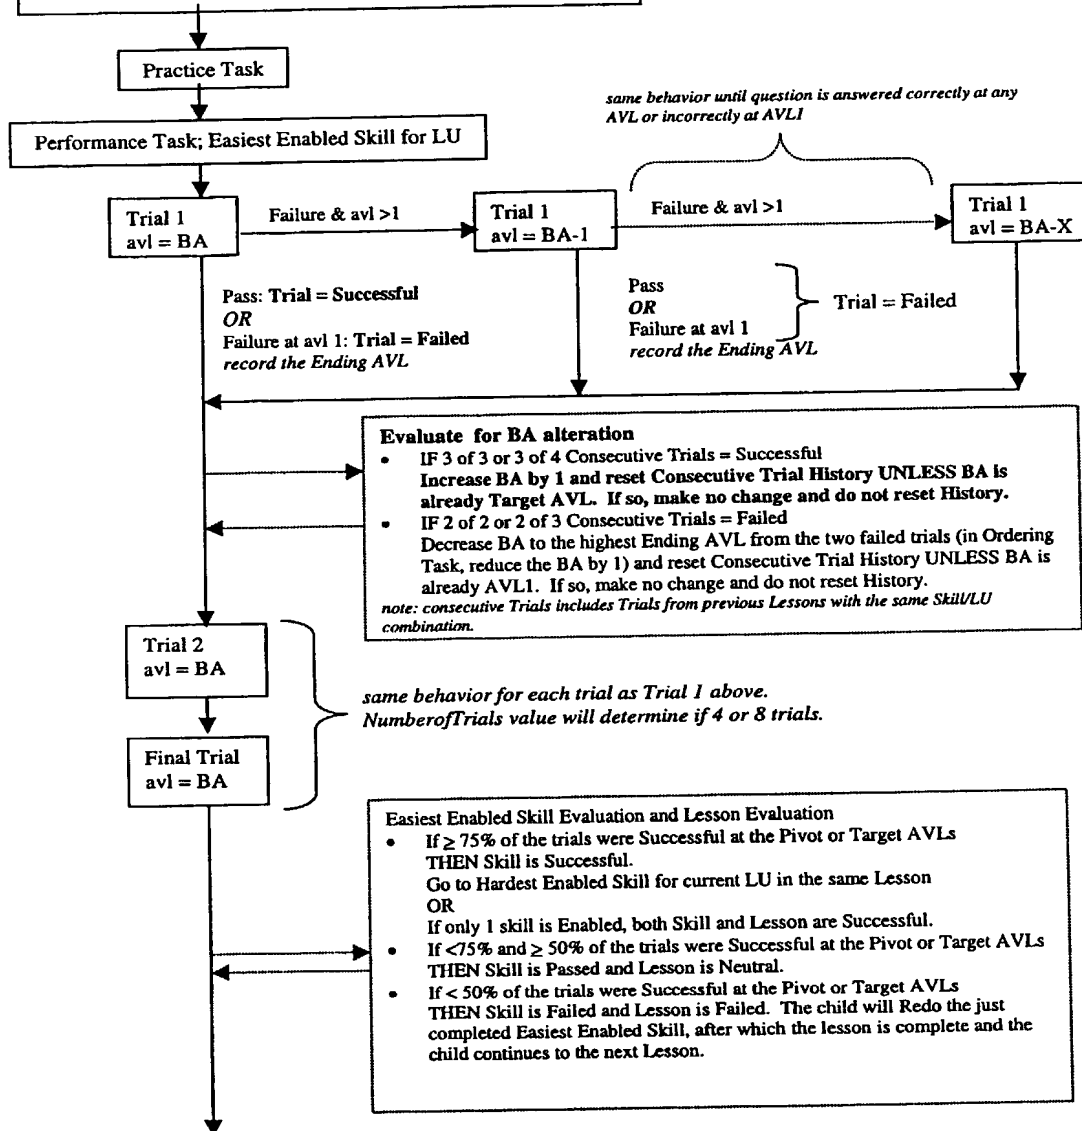 Practice Task
same behavior until question is answered correctly at any
AVL or incorrectly at AVL1
Performance Task; Easiest Enabled Skill for LU
Trial 1
avl = BA
Failure & avl >1
Trial 1
avl = BA-1
Failure & avl >1
Trial 1
avl = BA-X
Pass: Trial = Successful
OR
Failure at avl 1: Trial = Failed
record the Ending AVL
Pass
OR
Failure at avl 1
record the Ending AVL
Trial = Failed
Evaluate for BA alteration
• IF 3 of 3 or 3 of 4 Consecutive Trials = Successful
Increase BA by 1 and reset Consecutive Trial History UNLESS BA is
already Target AVL. If so, make no change and do not reset History.
• IF 2 of 2 or 2 of 3 Consecutive Trials = Failed
Decrease BA to the highest Ending AVL from the two failed trials (in Ordering
Task, reduce the BA by 1) and reset Consecutive Trial History UNLESS BA is
already AVL1. If so, make no change and do not reset History.
note: consecutive Trials includes Trials from previous Lessons with the same Skill/LU
combination.
Trial 2
avl = BA
same behavior for each trial as Trial 1 above.
NumberofTrials value will determine if 4 or 8 trials.
Final Trial
avl = BA
Easiest Enabled Skill Evaluation and Lesson Evaluation
• If ≥ 75% of the trials were Successful at the Pivot or Target AVLs
THEN Skill is Successful.
Go to Hardest Enabled Skill for current LU in the same Lesson
OR
If only 1 skill is Enabled, both Skill and Lesson are Successful.
• If <75% and ≥ 50% of the trials were Successful at the Pivot or Target AVLs
THEN Skill is Passed and Lesson is Neutral.
• If < 50% of the trials were Successful at the Pivot or Target AVLs
THEN Skill is Failed and Lesson is Failed. The child will Redo the just
completed Easiest Enabled Skill, after which the lesson is complete and the
child continues to the next Lesson.